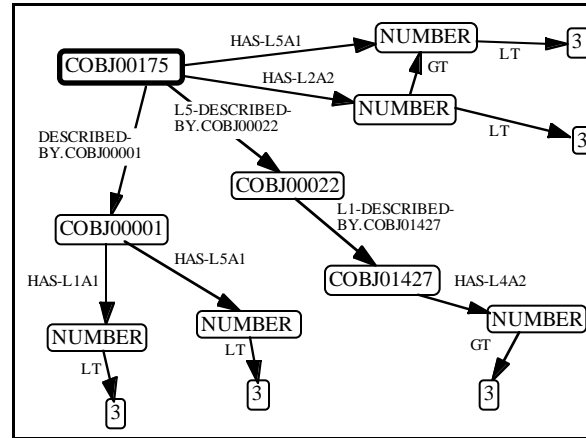 HAS-L5A1
NUMBER
LT
3
COBJ00175
HAS-L2A2
GT
NUMBER
LT
3
L5-DESCRIBED-
BY.COBJ00022
DESCRIBED-
BY.COBJ00001
COBJ00022
L1-DESCRIBED-
BY.COBJ01427
COBJ00001
HAS-L1A1
HAS-L5A1
COBJ01427
HAS-L4A2
NUMBER
NUMBER
NUMBER
LT
LT
GT
3
3
3